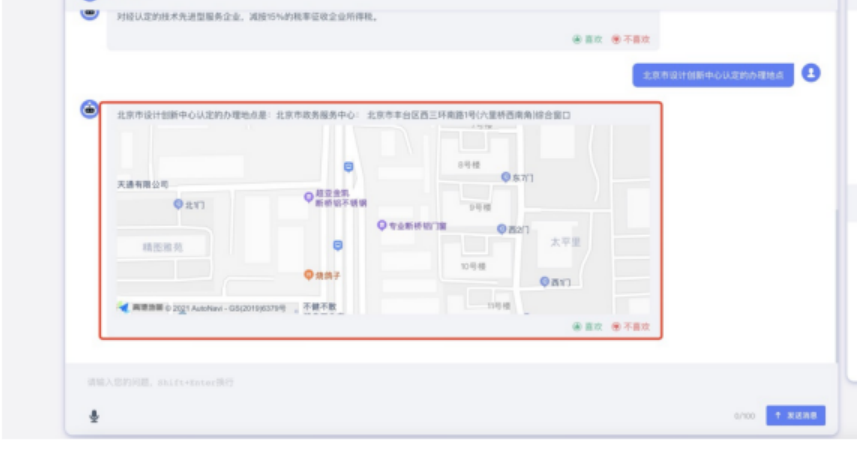 对经认定的技术先进型服务企业，减按15%的税率征收企业所得税。
喜欢 不喜欢
北京市设计创新中心认定的办理地点
北京市设计创新中心认定的办理地点是：北京市政务服务中心： 北京市丰台区西三环南路1号(六里桥西南角)综合窗口
8号楼
天通有限公司
东7门
北1门
断桥铝不锈钢
9号楼
专业断桥铝门窗
西2门
精图雅苑
太平里
10号楼
烧鸽子
西1门
高德地图 © 2021 AutoNavi - GS(2019)6379号
不糖不散
11号楼
喜欢 不喜欢
请输入您的问题，Shift+Enter换行
0/100
发送消息